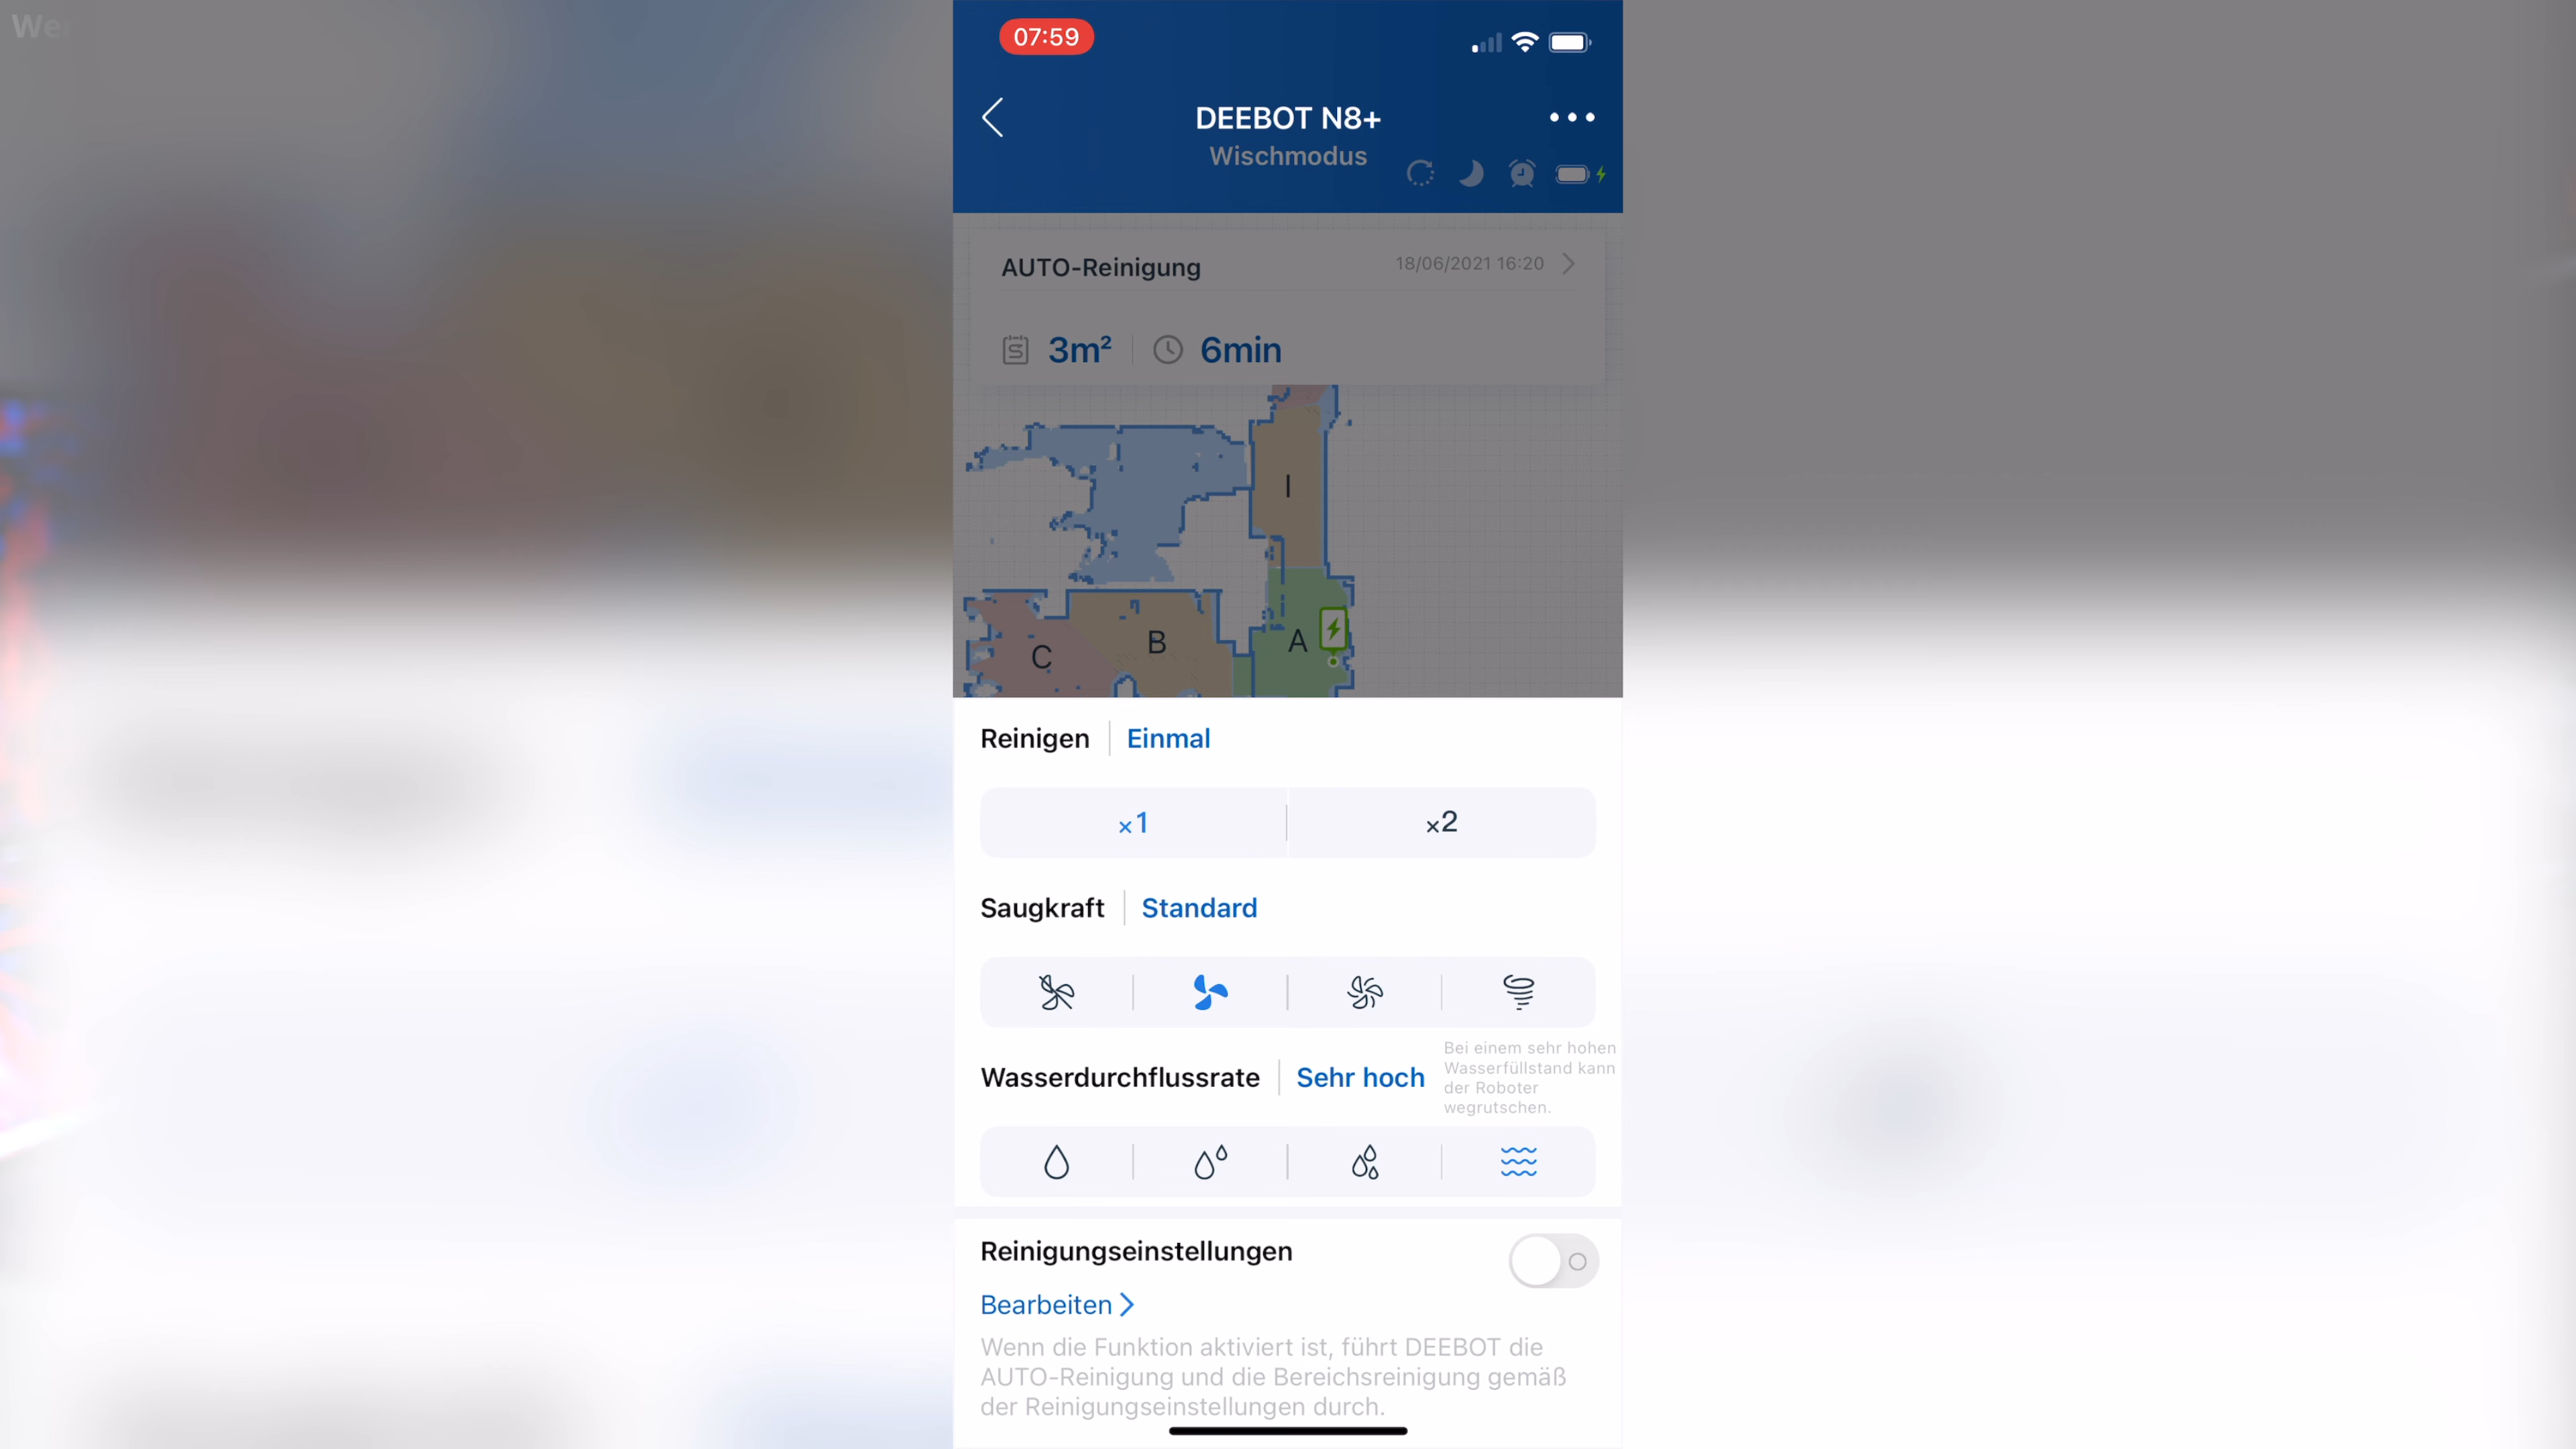 07:59
DEEBOT N8+
Wischmodus
AUTO-Reinigung
18/06/2021 16:20
3m²
6min
I
C
B
A
Reinigen
Einmal
×1
×2
Saugkraft
Standard
Wasserdurchflussrate
Sehr hoch
Bei einem sehr hohen
Wasserfüllstand kann
der Roboter
wegrutschen.
Reinigungseinstellungen
Bearbeiten
Wenn die Funktion aktiviert ist, führt DEEBOT die
AUTO-Reinigung und die Bereichsreinigung gemäß
der Reinigungseinstellungen durch.